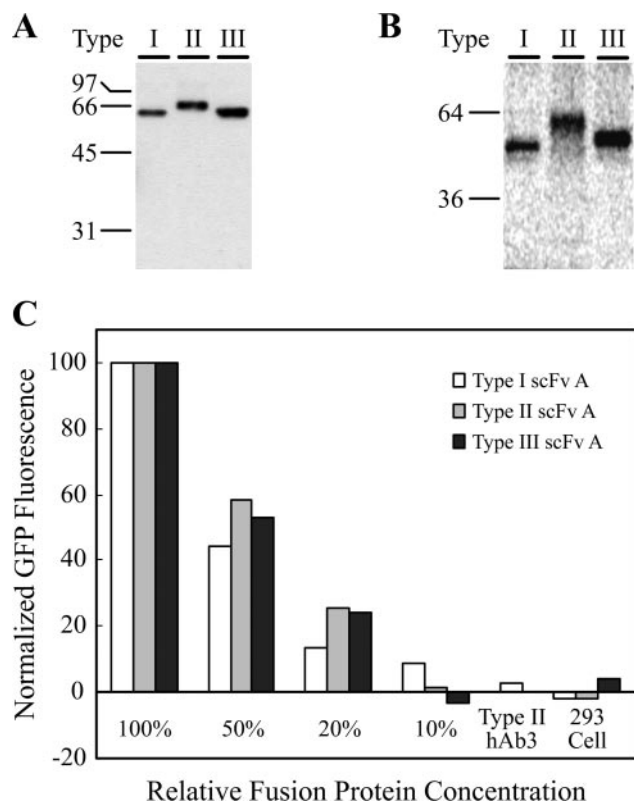 A
Type I II III
97
66
45
31
B
Type I II III
64
36
C
Normalized GFP Fluorescence
100
80
60
40
20
0
-20
Type I scFv A
Type II scFv A
Type III scFv A
100% 50% 20% 10% Type II 293
hAb3 Cell
Relative Fusion Protein Concentration